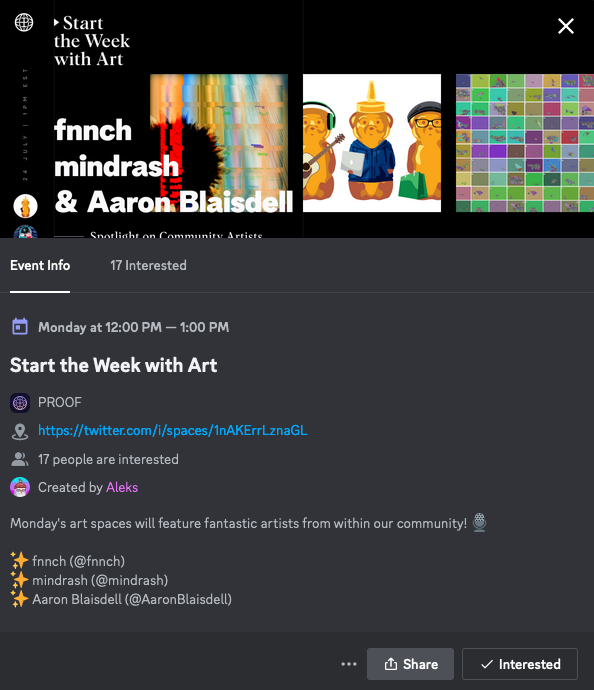 Start
the Week
with Art
24 JULY | 1PM EST
fnnch
mindrash
& Aaron Blaisdell
Spotlight on Community Artists
Event Info
17 Interested
Monday at 12:00 PM — 1:00 PM
Start the Week with Art
PROOF
https://twitter.com/i/spaces/1nAKErrLznaGL
17 people are interested
Created by Aleks
Monday's art spaces will feature fantastic artists from within our community!
fnnch (@fnnch)
mindrash (@mindrash)
Aaron Blaisdell (@AaronBlaisdell)
Share
Interested